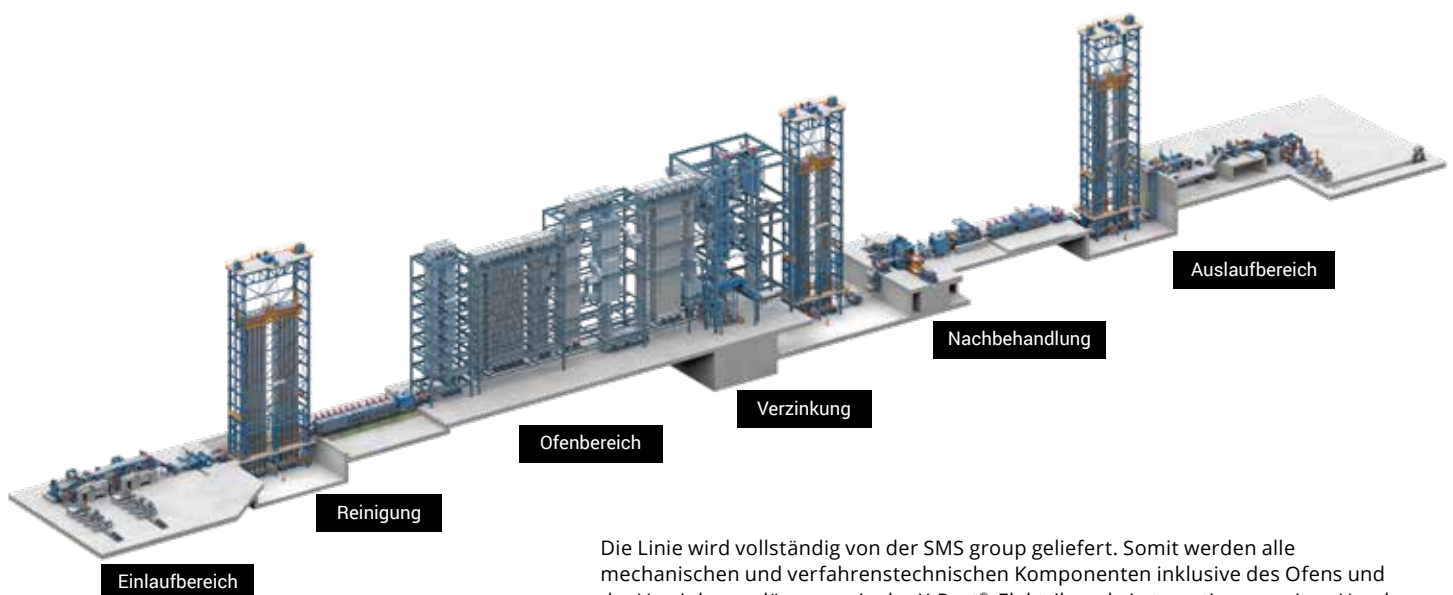 Auslaufbereich
Nachbehandlung
Verzinkung
Ofenbereich
Reinigung
Einlaufbereich
Die Linie wird vollständig von der SMS group geliefert. Somit werden alle
mechanischen und verfahrenstechnischen Komponenten inklusive des Ofens und